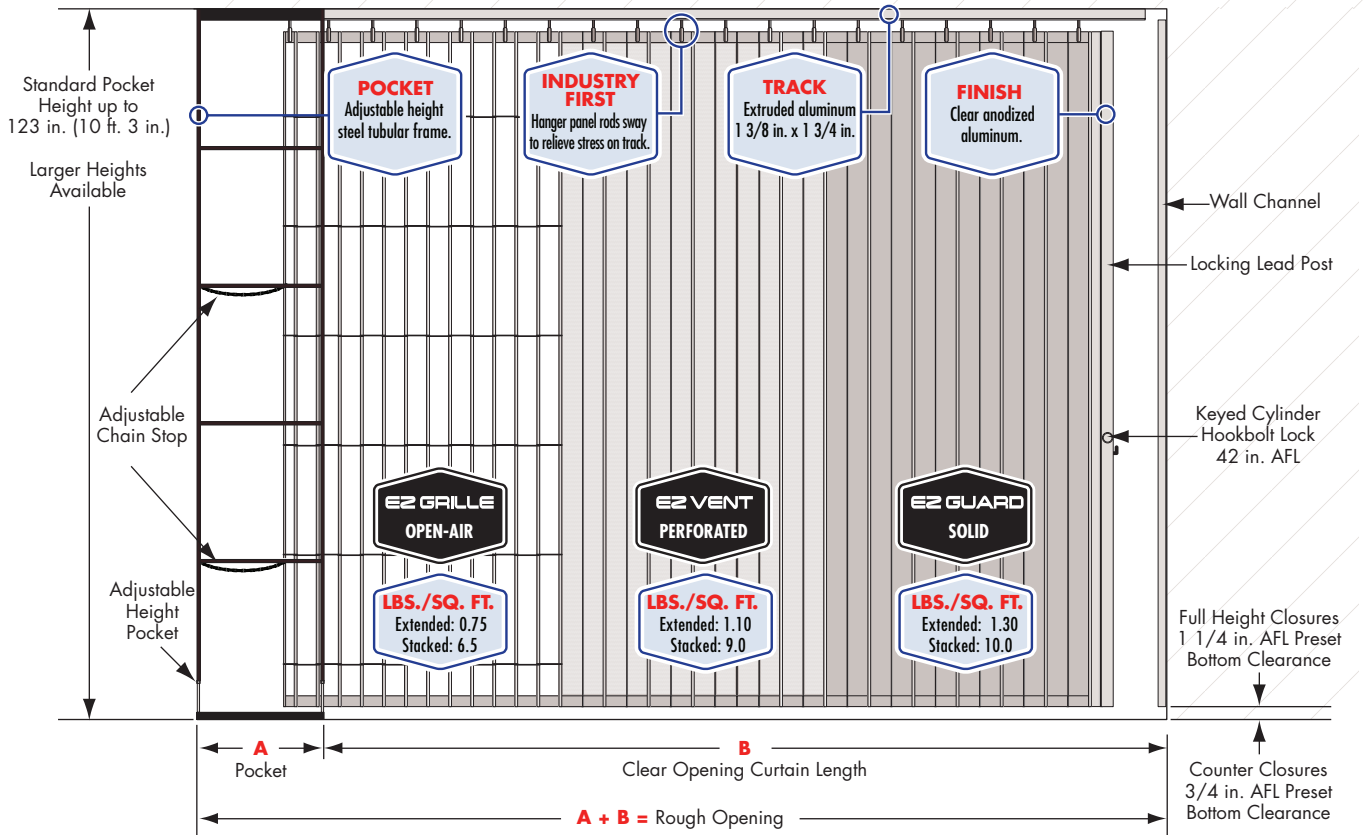 Standard Pocket
Height up to
123 in. (10 ft. 3 in.)
Larger Heights
Available
POCKET
Adjustable height
steel tubular frame.
INDUSTRY
FIRST
Hanger panel rods sway
to relieve stress on track.
TRACK
Extruded aluminum
1 3/8 in. x 1 3/4 in.
FINISH
Clear anodized
aluminum.
Wall Channel
Locking Lead Post
Adjustable
Chain Stop
Keyed Cylinder
Hookbolt Lock
42 in. AFL
EZ GRILLE
OPEN-AIR
EZ VENT
PERFORATED
EZ GUARD
SOLID
Adjustable
Height
Pocket
LBS./SQ. FT.
Extended: 0.75
Stacked: 6.5
LBS./SQ. FT.
Extended: 1.10
Stacked: 9.0
LBS./SQ. FT.
Extended: 1.30
Stacked: 10.0
Full Height Closures
1 1/4 in. AFL Preset
Bottom Clearance
A
Pocket
B
Clear Opening Curtain Length
Counter Closures
3/4 in. AFL Preset
Bottom Clearance
A + B = Rough Opening